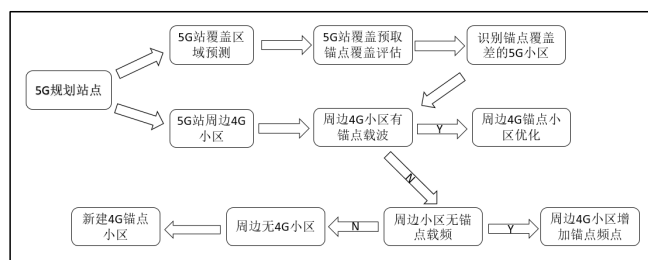 5G站覆盖区
域预测
5G站覆盖预取
锚点覆盖评估
识别锚点覆盖
差的5G小区
5G规划站点
5G站周边4G
小区
周边4G小区有
锚点载波
Y
周边4G锚点小
区优化
N
新建4G锚点
小区
周边无4G小区
N
周边小区无锚
点载频
Y
周边4G小区增
加锚点频点